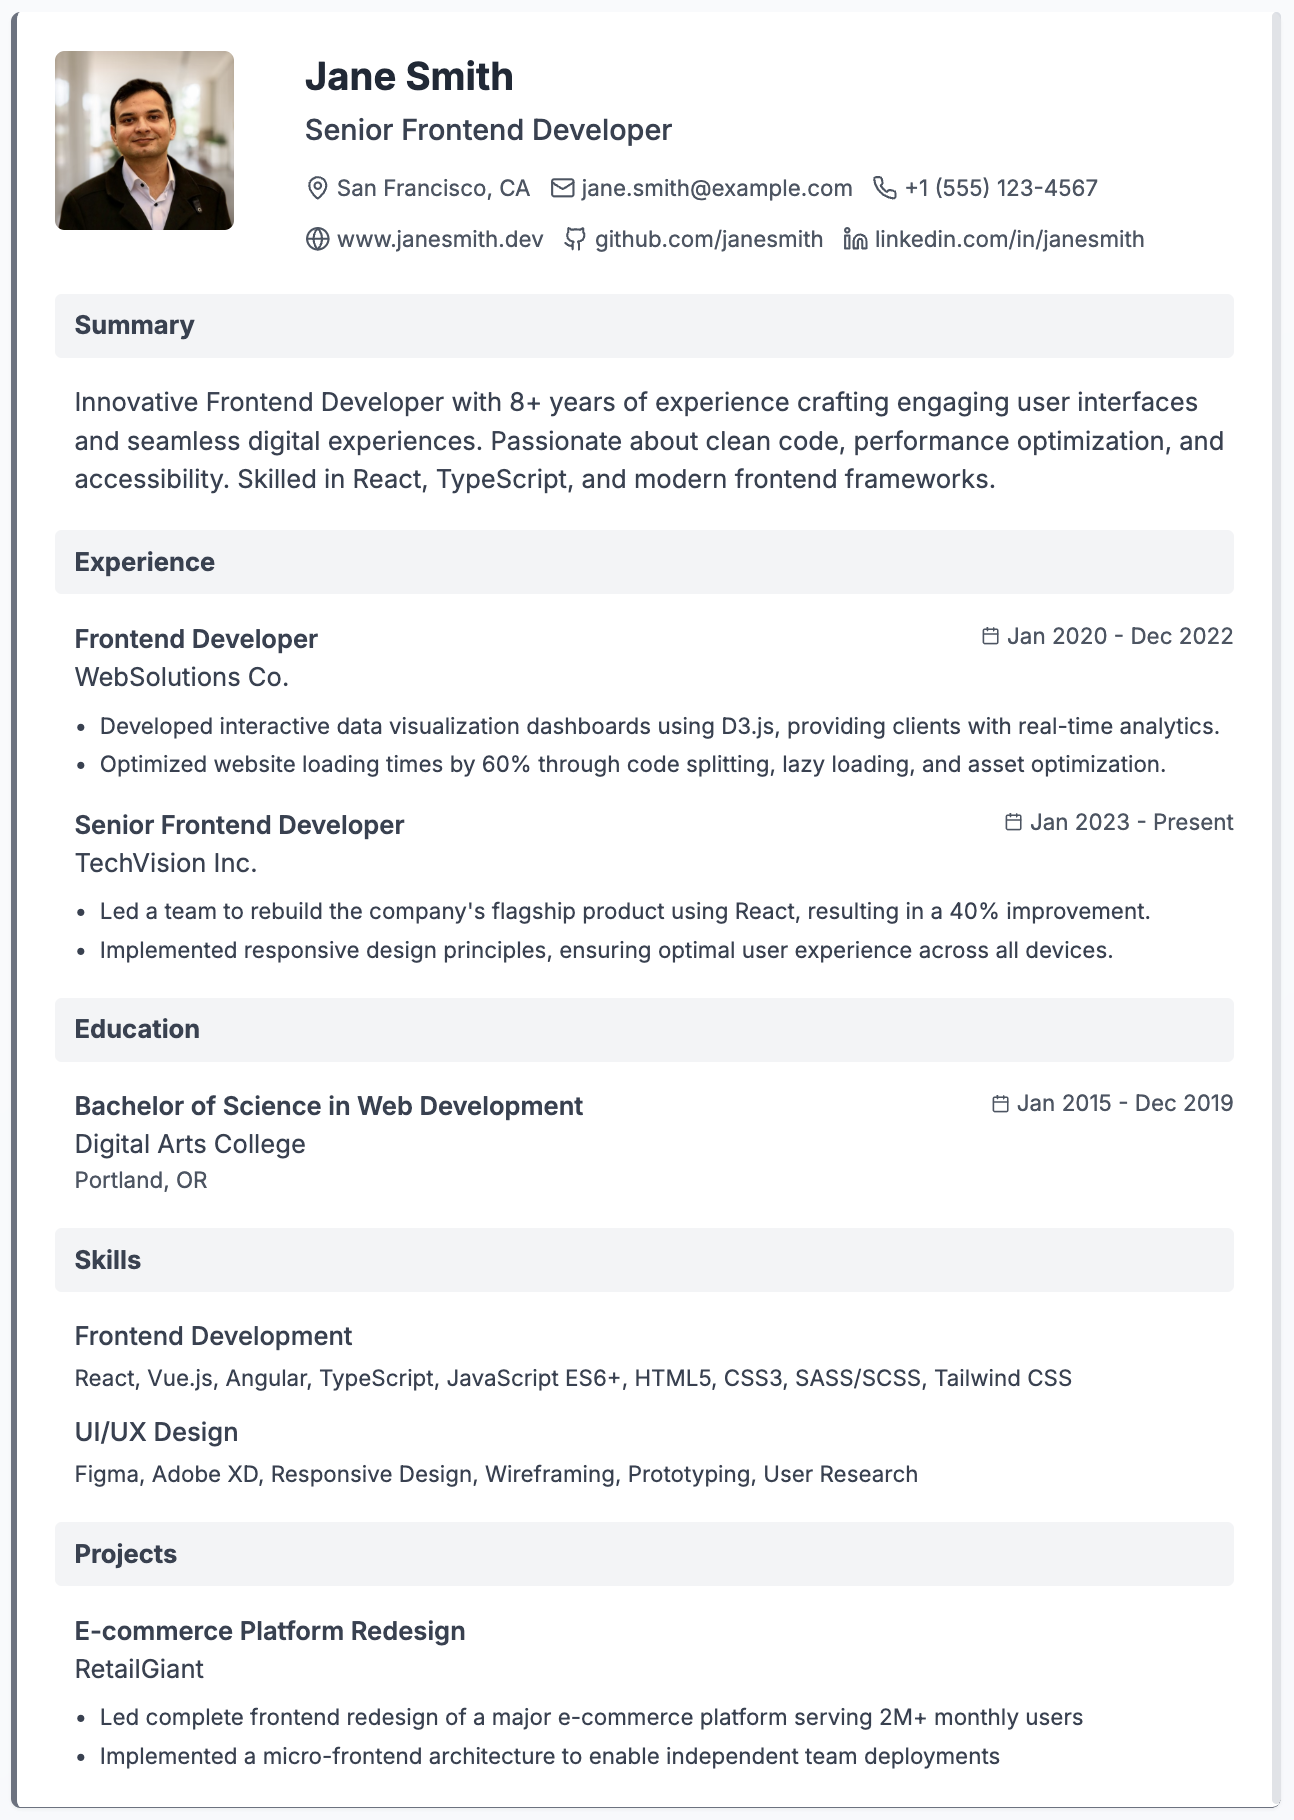 Jane Smith
Senior Frontend Developer
San Francisco, CA jane.smith@example.com +1 (555) 123-4567
www.janesmith.dev github.com/janesmith linkedin.com/in/janesmith
Summary
Innovative Frontend Developer with 8+ years of experience crafting engaging user interfaces
and seamless digital experiences. Passionate about clean code, performance optimization, and
accessibility. Skilled in React, TypeScript, and modern frontend frameworks.
Experience
Frontend Developer Jan 2020 - Dec 2022
WebSolutions Co.
• Developed interactive data visualization dashboards using D3.js, providing clients with real-time analytics.
• Optimized website loading times by 60% through code splitting, lazy loading, and asset optimization.
Senior Frontend Developer Jan 2023 - Present
TechVision Inc.
• Led a team to rebuild the company's flagship product using React, resulting in a 40% improvement.
• Implemented responsive design principles, ensuring optimal user experience across all devices.
Education
Bachelor of Science in Web Development Jan 2015 - Dec 2019
Digital Arts College
Portland, OR
Skills
Frontend Development
React, Vue.js, Angular, TypeScript, JavaScript ES6+, HTML5, CSS3, SASS/SCSS, Tailwind CSS
UI/UX Design
Figma, Adobe XD, Responsive Design, Wireframing, Prototyping, User Research
Projects
E-commerce Platform Redesign
RetailGiant
• Led complete frontend redesign of a major e-commerce platform serving 2M+ monthly users
• Implemented a micro-frontend architecture to enable independent team deployments